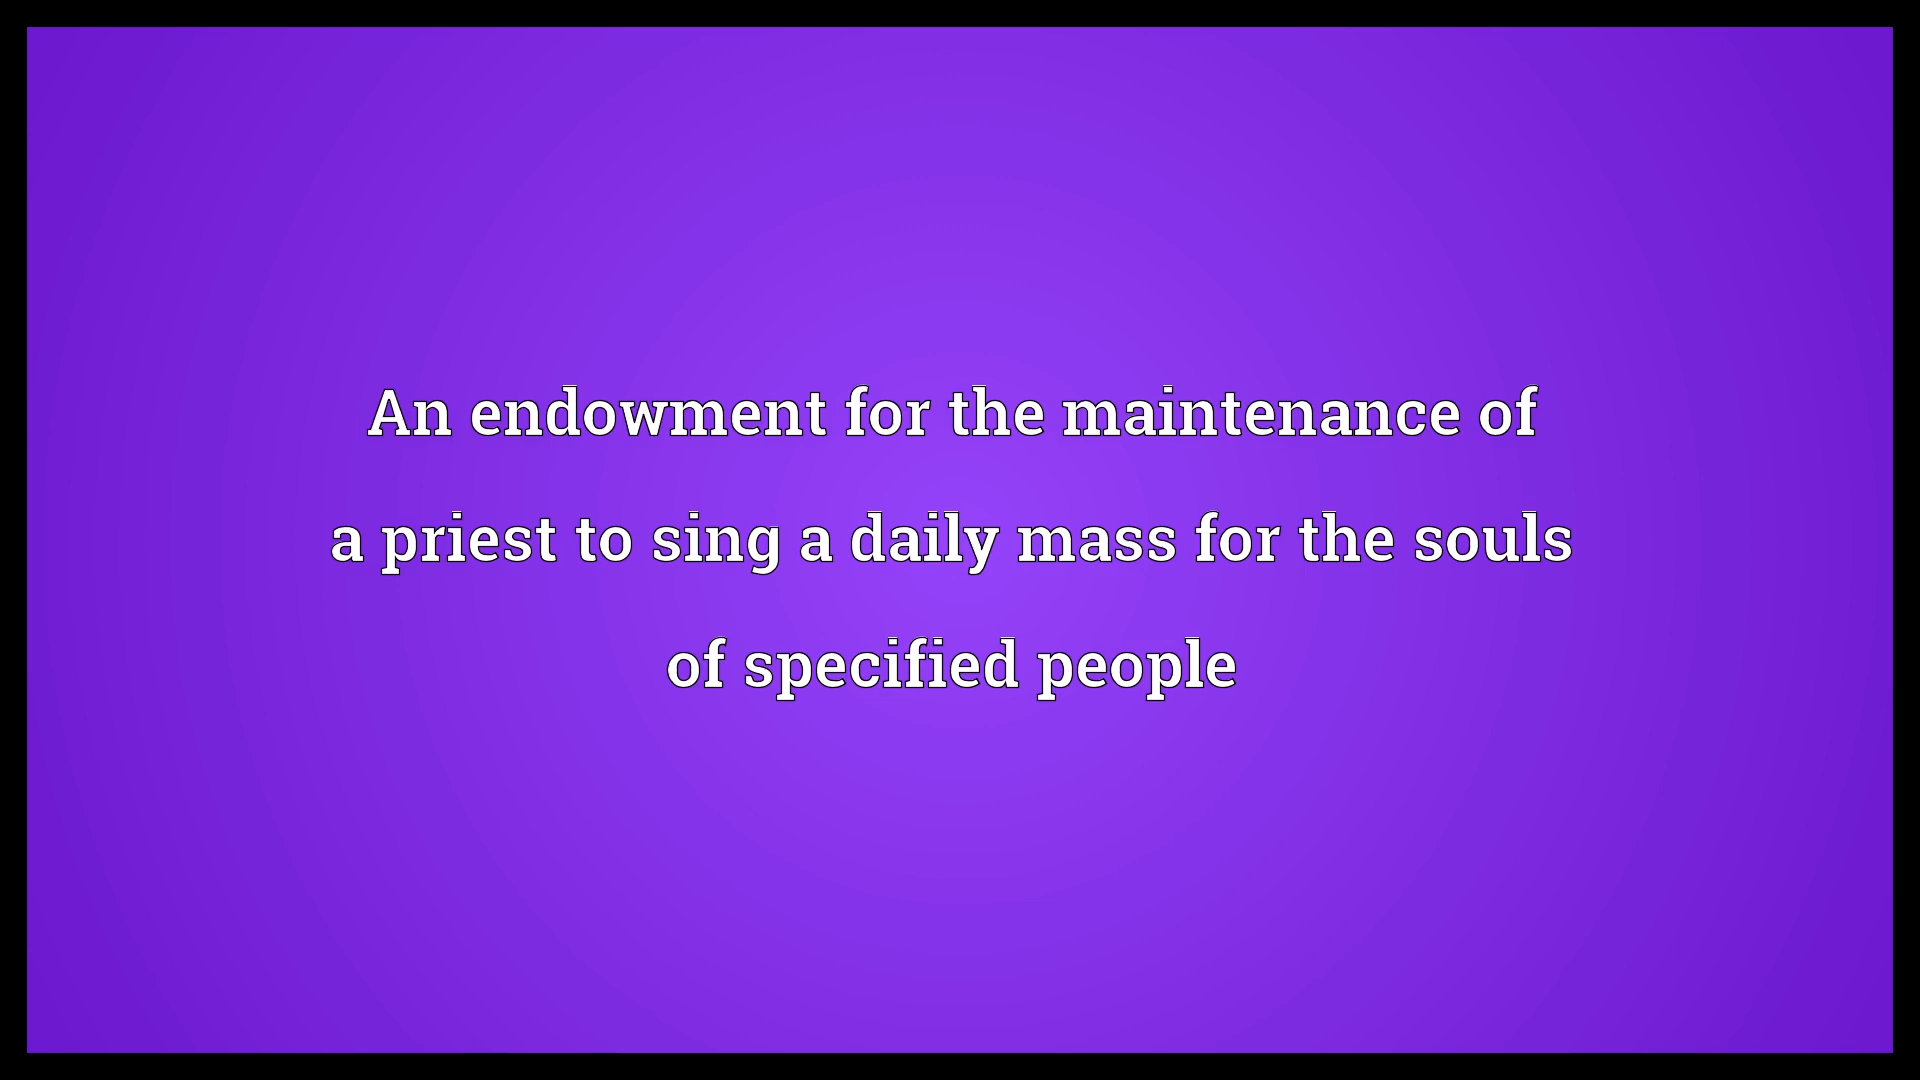 An endowment for the maintenance of
a priest to sing a daily mass for the souls
of specified people